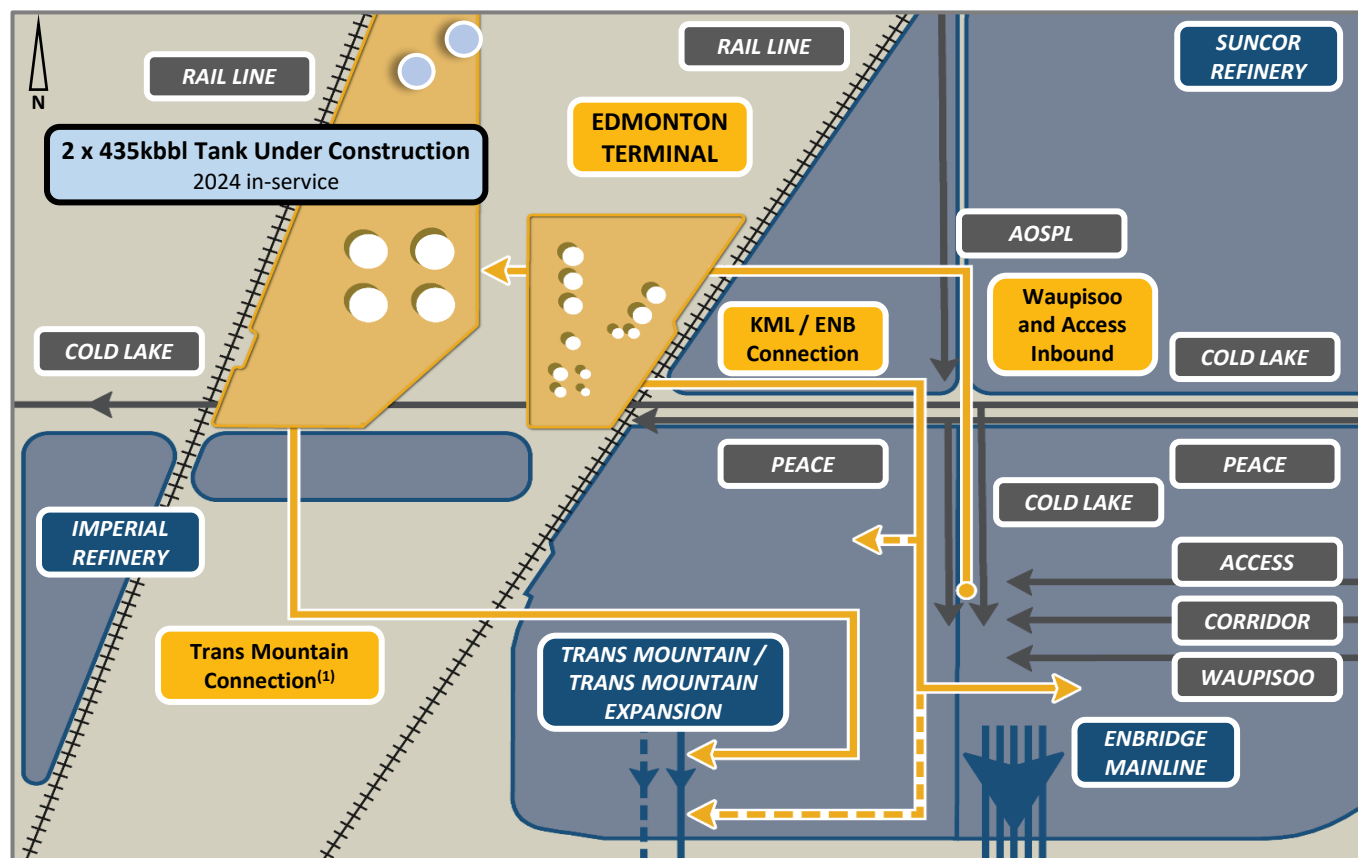 RAIL LINE
RAIL LINE
SUNCOR
REFINERY
N
2 x 435kbbl Tank Under Construction
2024 in-service
EDMONTON
TERMINAL
AOSPL
Waupisoo
and Access
Inbound
KML / ENB
Connection
COLD LAKE
COLD LAKE
PEACE
PEACE
COLD LAKE
IMPERIAL
REFINERY
ACCESS
CORRIDOR
WAUPISOO
Trans Mountain
Connection(1)
TRANS MOUNTAIN /
TRANS MOUNTAIN
EXPANSION
ENBRIDGE
MAINLINE